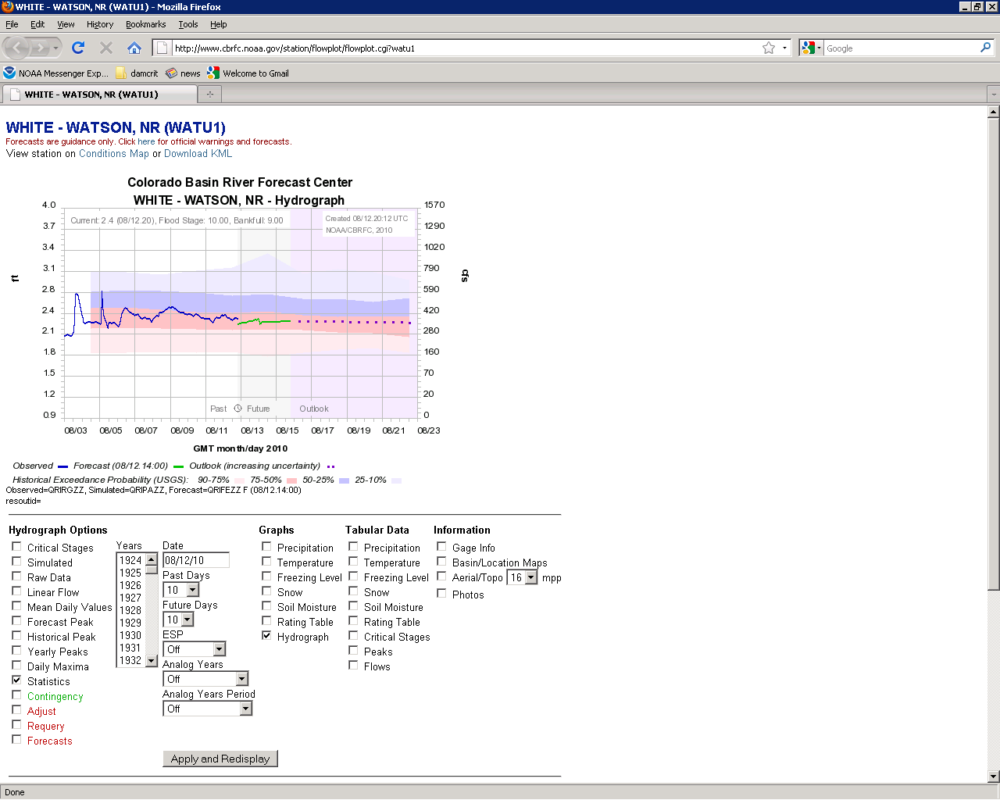 WHITE - WATSON, NR (WATU1) - Mozilla Firefox
File Edit View History Bookmarks Tools Help
http://www.cbrfc.noaa.gov/station/flowplot/flowplot.cgi?watu1
Google
NOAA Messenger Exp... damcrit news Welcome to Gmail
WHITE - WATSON, NR (WATU1)
WHITE - WATSON, NR (WATU1)
Forecasts are guidance only. Click here for official warnings and forecasts.
View station on Conditions Map or Download KML
Colorado Basin River Forecast Center
WHITE - WATSON, NR - Hydrograph
Current: 2.4 (08/12.20), Flood Stage: 10.00, Bankfull: 9.00
Created 08/12.20:12 UTC
NOAA/CBRFC, 2010
4.0 1570
3.7 1290
3.4 1020
3.1 790
ft cfs
2.8 590
2.4 420
2.1 280
1.8 160
1.5 70
1.2 20
0.9 0
Past Future Outlook
08/03 08/05 08/07 08/09 08/11 08/13 08/15 08/17 08/19 08/21 08/23
GMT month/day 2010
Observed Forecast (08/12.14:00) Outlook (increasing uncertainty)
Historical Exceedance Probability (USGS): 90-75% 75-50% 50-25% 25-10%
Observed=QRIRGZZ, Simulated=QRIPAZZ, Forecast=QRIFEZZ F (08/12.14:00)
resoutid=
Hydrograph Options
Critical Stages
Simulated
Raw Data
Linear Flow
Mean Daily Values
Forecast Peak
Historical Peak
Yearly Peaks
Daily Maxima
Statistics
Contingency
Adjust
Requery
Forecasts
Years
1924
1925
1926
1927
1928
1929
1930
1931
1932
Date
08/12/10
Past Days
10
Future Days
10
ESP
Off
Analog Years
Off
Analog Years Period
Off
Apply and Redisplay
Graphs
Precipitation
Temperature
Freezing Level
Snow
Soil Moisture
Rating Table
Hydrograph
Tabular Data
Precipitation
Temperature
Freezing Level
Snow
Soil Moisture
Rating Table
Critical Stages
Peaks
Flows
Information
Gage Info
Basin/Location Maps
Aerial/Topo 16 mpp
Photos
Done